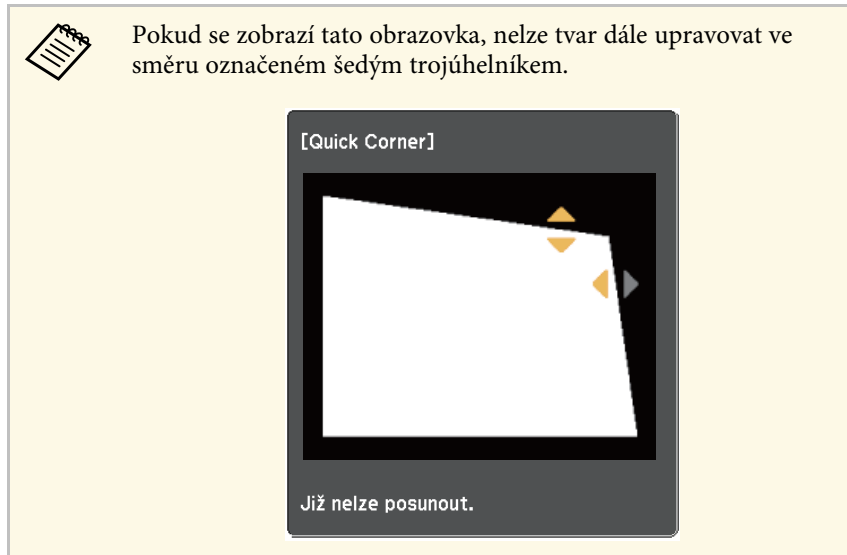 Pokud se zobrazí tato obrazovka, nelze tvar dále upravovat ve
směru označeném šedým trojúhelníkem.
[Quick Corner]
Již nelze posunout.